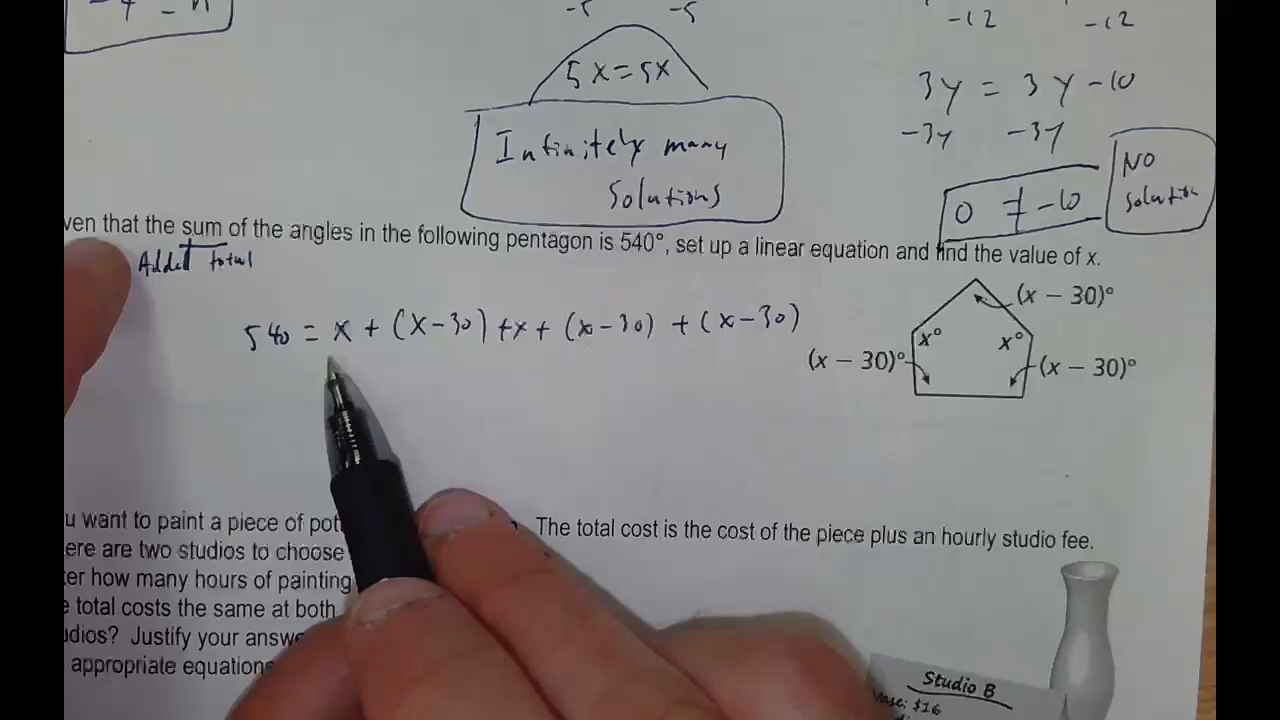 -5 -5
-12 -12
5x=5x
3y = 3y-10
-3y -3y
Infinitely many
solutions
0 ≠ -10
No
solution
ven that the sum of the angles in the following pentagon is 540°, set up a linear equation and find the value of x.
Added total
540 = x + (x-30) + x + (x-30) + (x-30)
(x − 30)°
x° x°
(x − 30)° (x − 30)°
u want to paint a piece of
The total cost is the cost of the piece plus an hourly studio fee.
ere are two studios to choose
er how many hours of painting
total costs the same at both
udios? Justify your
appropriate
Studio B
$16